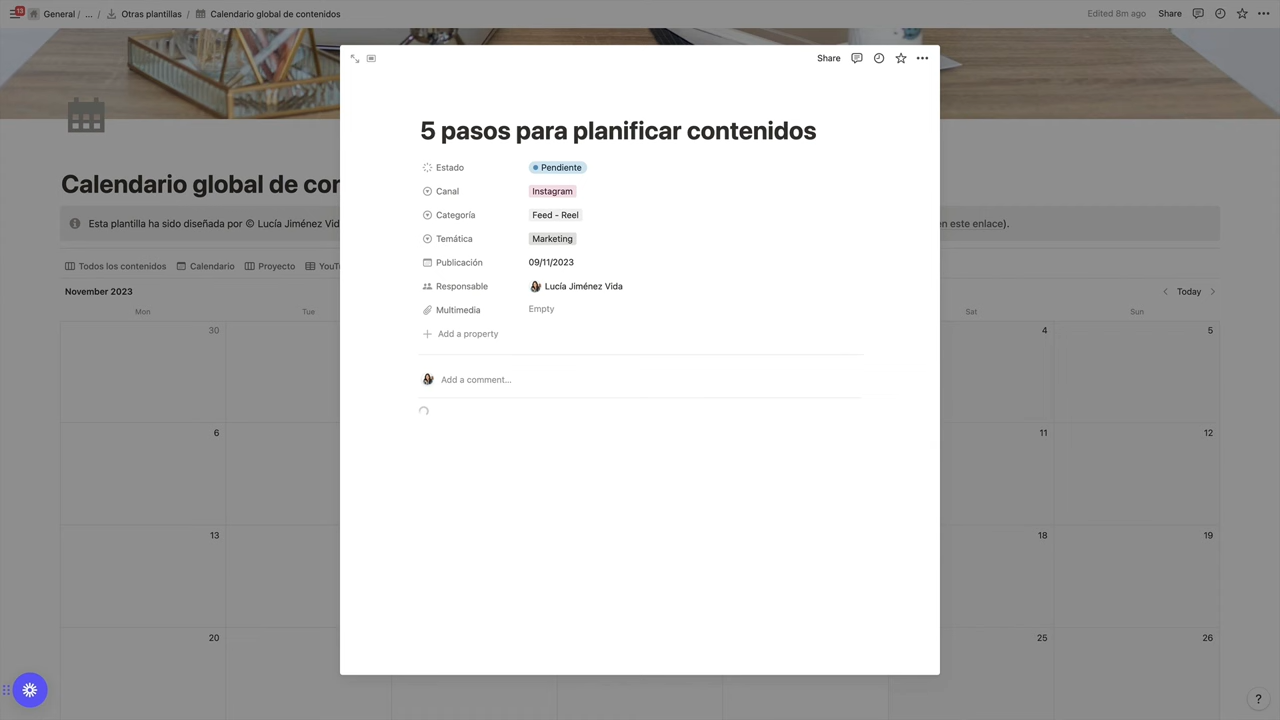 13
General / ... / Otras plantillas / Calendario global de contenidos
Edited 8m ago
Share
Share
5 pasos para planificar contenidos
Estado Pendiente
Canal Instagram
Categoría Feed - Reel
Temática Marketing
Publicación 09/11/2023
Responsable Lucía Jiménez Vida
Multimedia Empty
Add a property
Add a comment...
Calendario global de con
Esta plantilla ha sido diseñada por © Lucía Jiménez Vid
en este enlace).
Todos los contenidos Calendario Proyecto YouT
November 2023
Today
Mon Tue Sat Sun
30 4 5
6 11 12
13 18 19
20 25 26
?